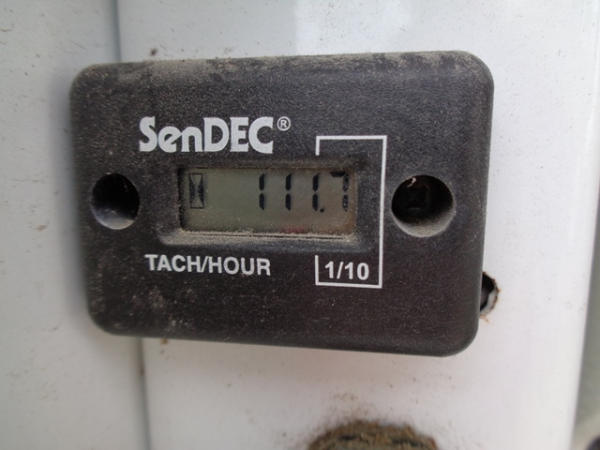 SenDEC®
111.7
TACH/HOUR
1/10